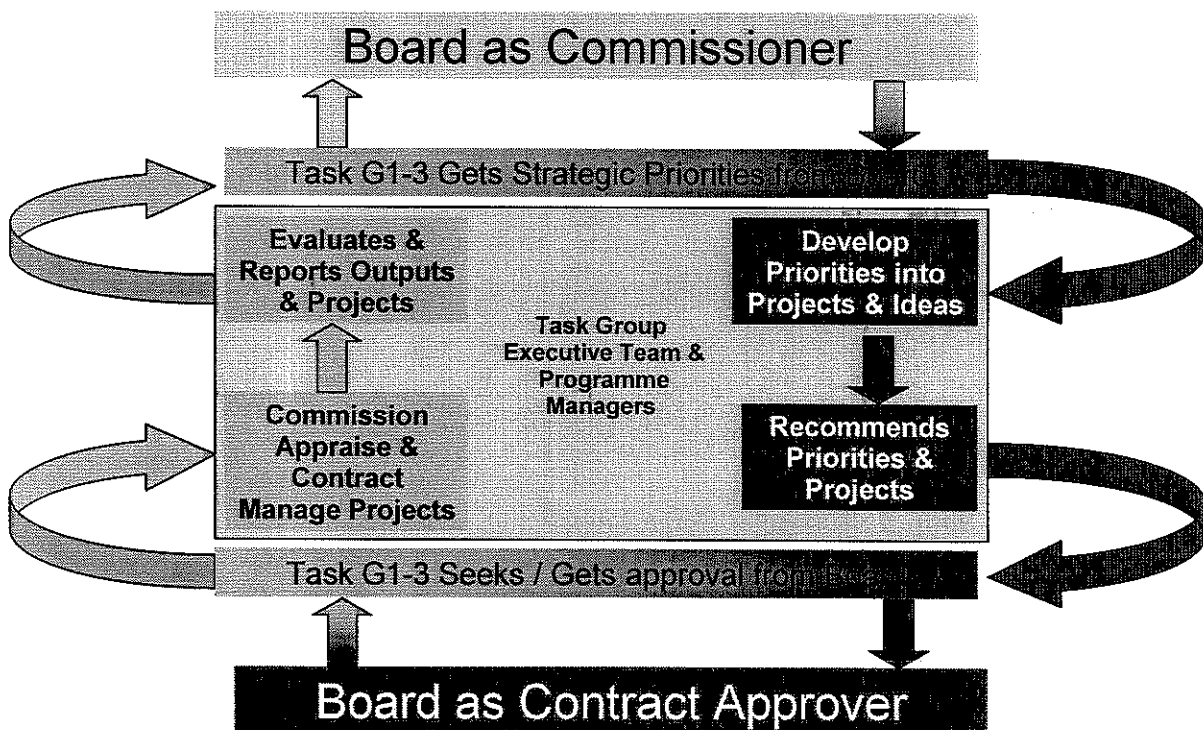 Board as Commissioner
Task G1-3 Gets Strategic Priorities from
Evaluates &
Reports Outputs
& Projects
Develop
Priorities into
Projects & Ideas
Task Group
Executive Team &
Programme
Managers
Commission
Appraise &
Contract
Manage Projects
Recommends
Priorities &
Projects
Task G1-3 Seeks / Gets approval from
Board as Contract Approver